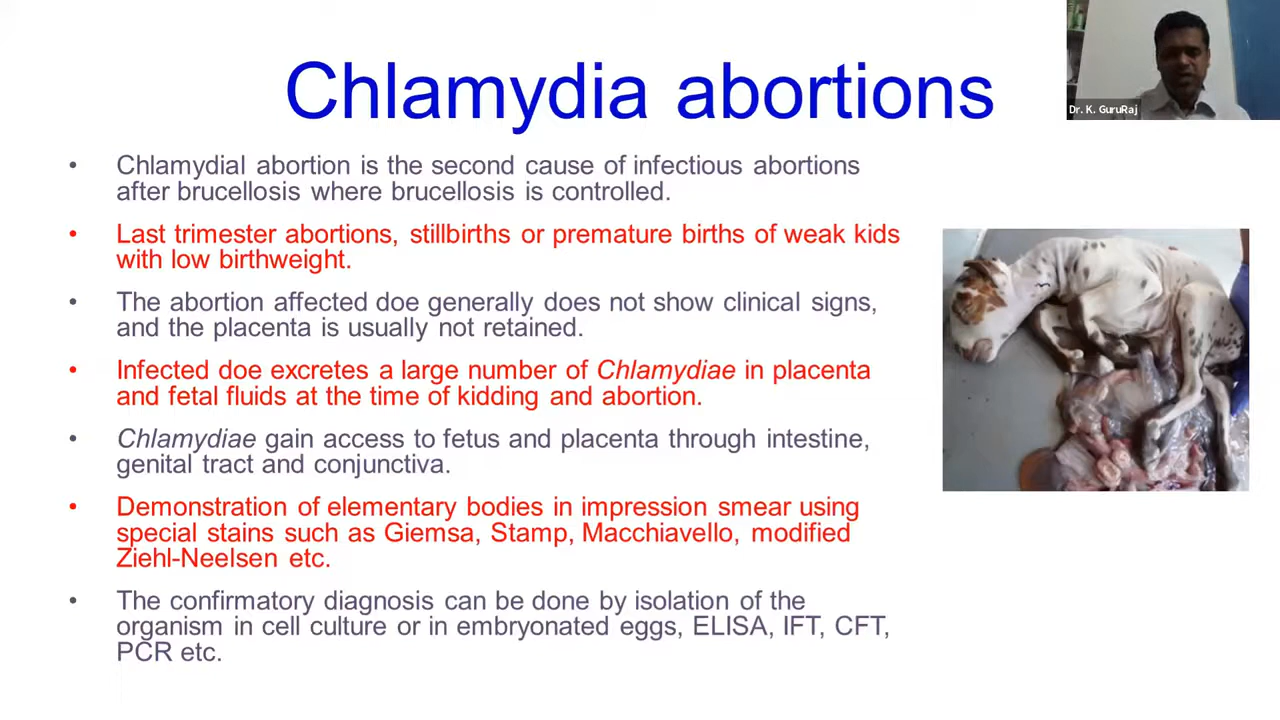 Chlamydia abortions
Dr. K. GuruRaj
• Chlamydial abortion is the second cause of infectious abortions
after brucellosis where brucellosis is controlled.
• Last trimester abortions, stillbirths or premature births of weak kids
with low birthweight.
• The abortion affected doe generally does not show clinical signs,
and the placenta is usually not retained.
• Infected doe excretes a large number of Chlamydiae in placenta
and fetal fluids at the time of kidding and abortion.
• Chlamydiae gain access to fetus and placenta through intestine,
genital tract and conjunctiva.
• Demonstration of elementary bodies in impression smear using
special stains such as Giemsa, Stamp, Macchiavello, modified
Ziehl-Neelsen etc.
• The confirmatory diagnosis can be done by isolation of the
organism in cell culture or in embryonated eggs, ELISA, IFT, CFT,
PCR etc.